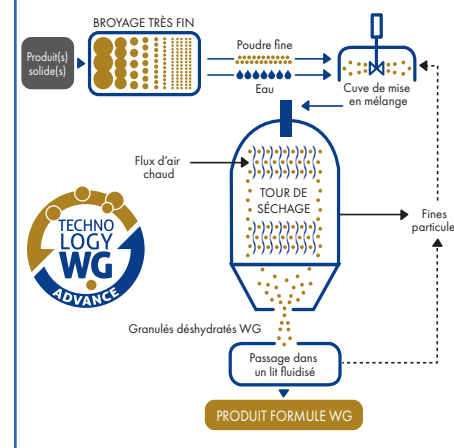 BROYAGE TRÈS FIN
Produit(s)
solide(s)
Poudre fine
Eau
Cuve de mise
en mélange
Flux d'air
chaud
TOUR DE
SÉCHAGE
Fines
particule
TECHNO
LOGY
WG
ADVANCE
Granulés déshydratés WG
Passage dans
un lit fluidisé
PRODUIT FORMULE WG